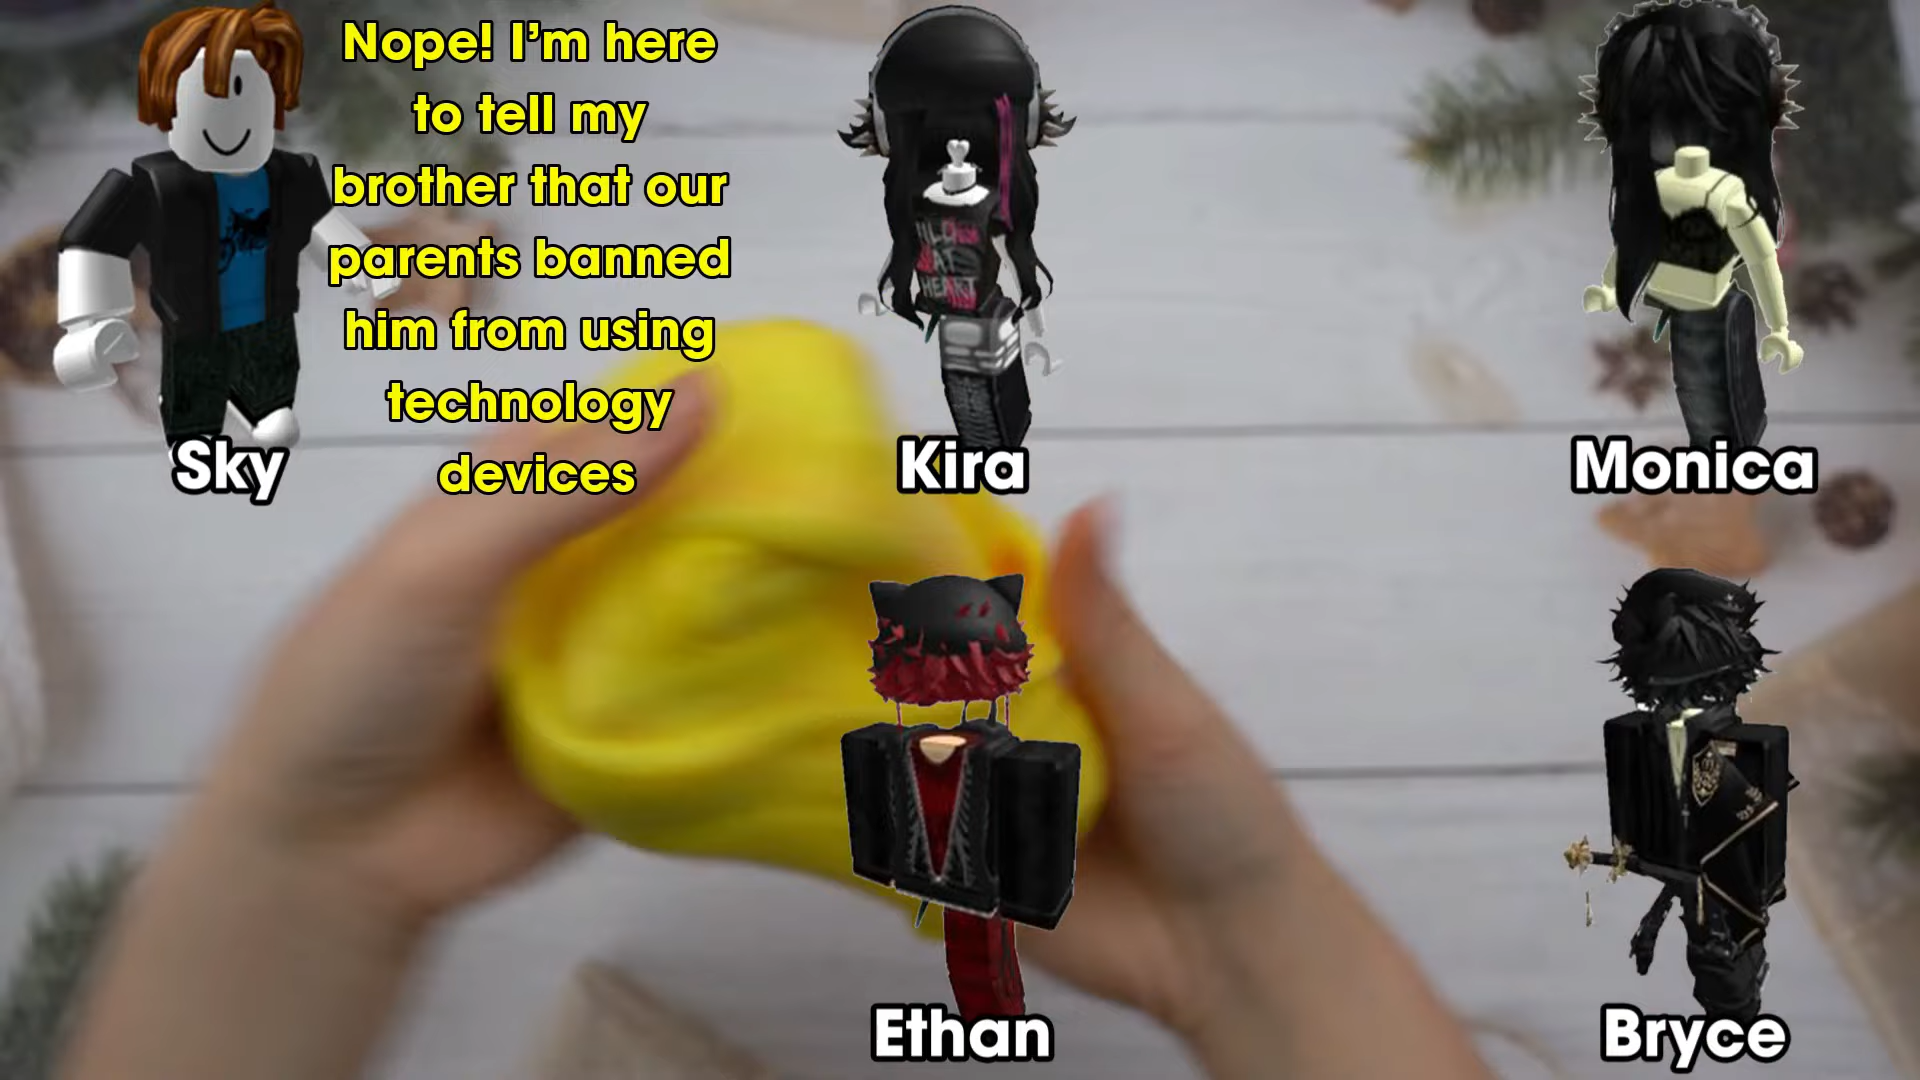 Nope! I'm here
to tell my
brother that our
parents banned
him from using
technology
devices
Sky
Kira
Monica
Ethan
Bryce